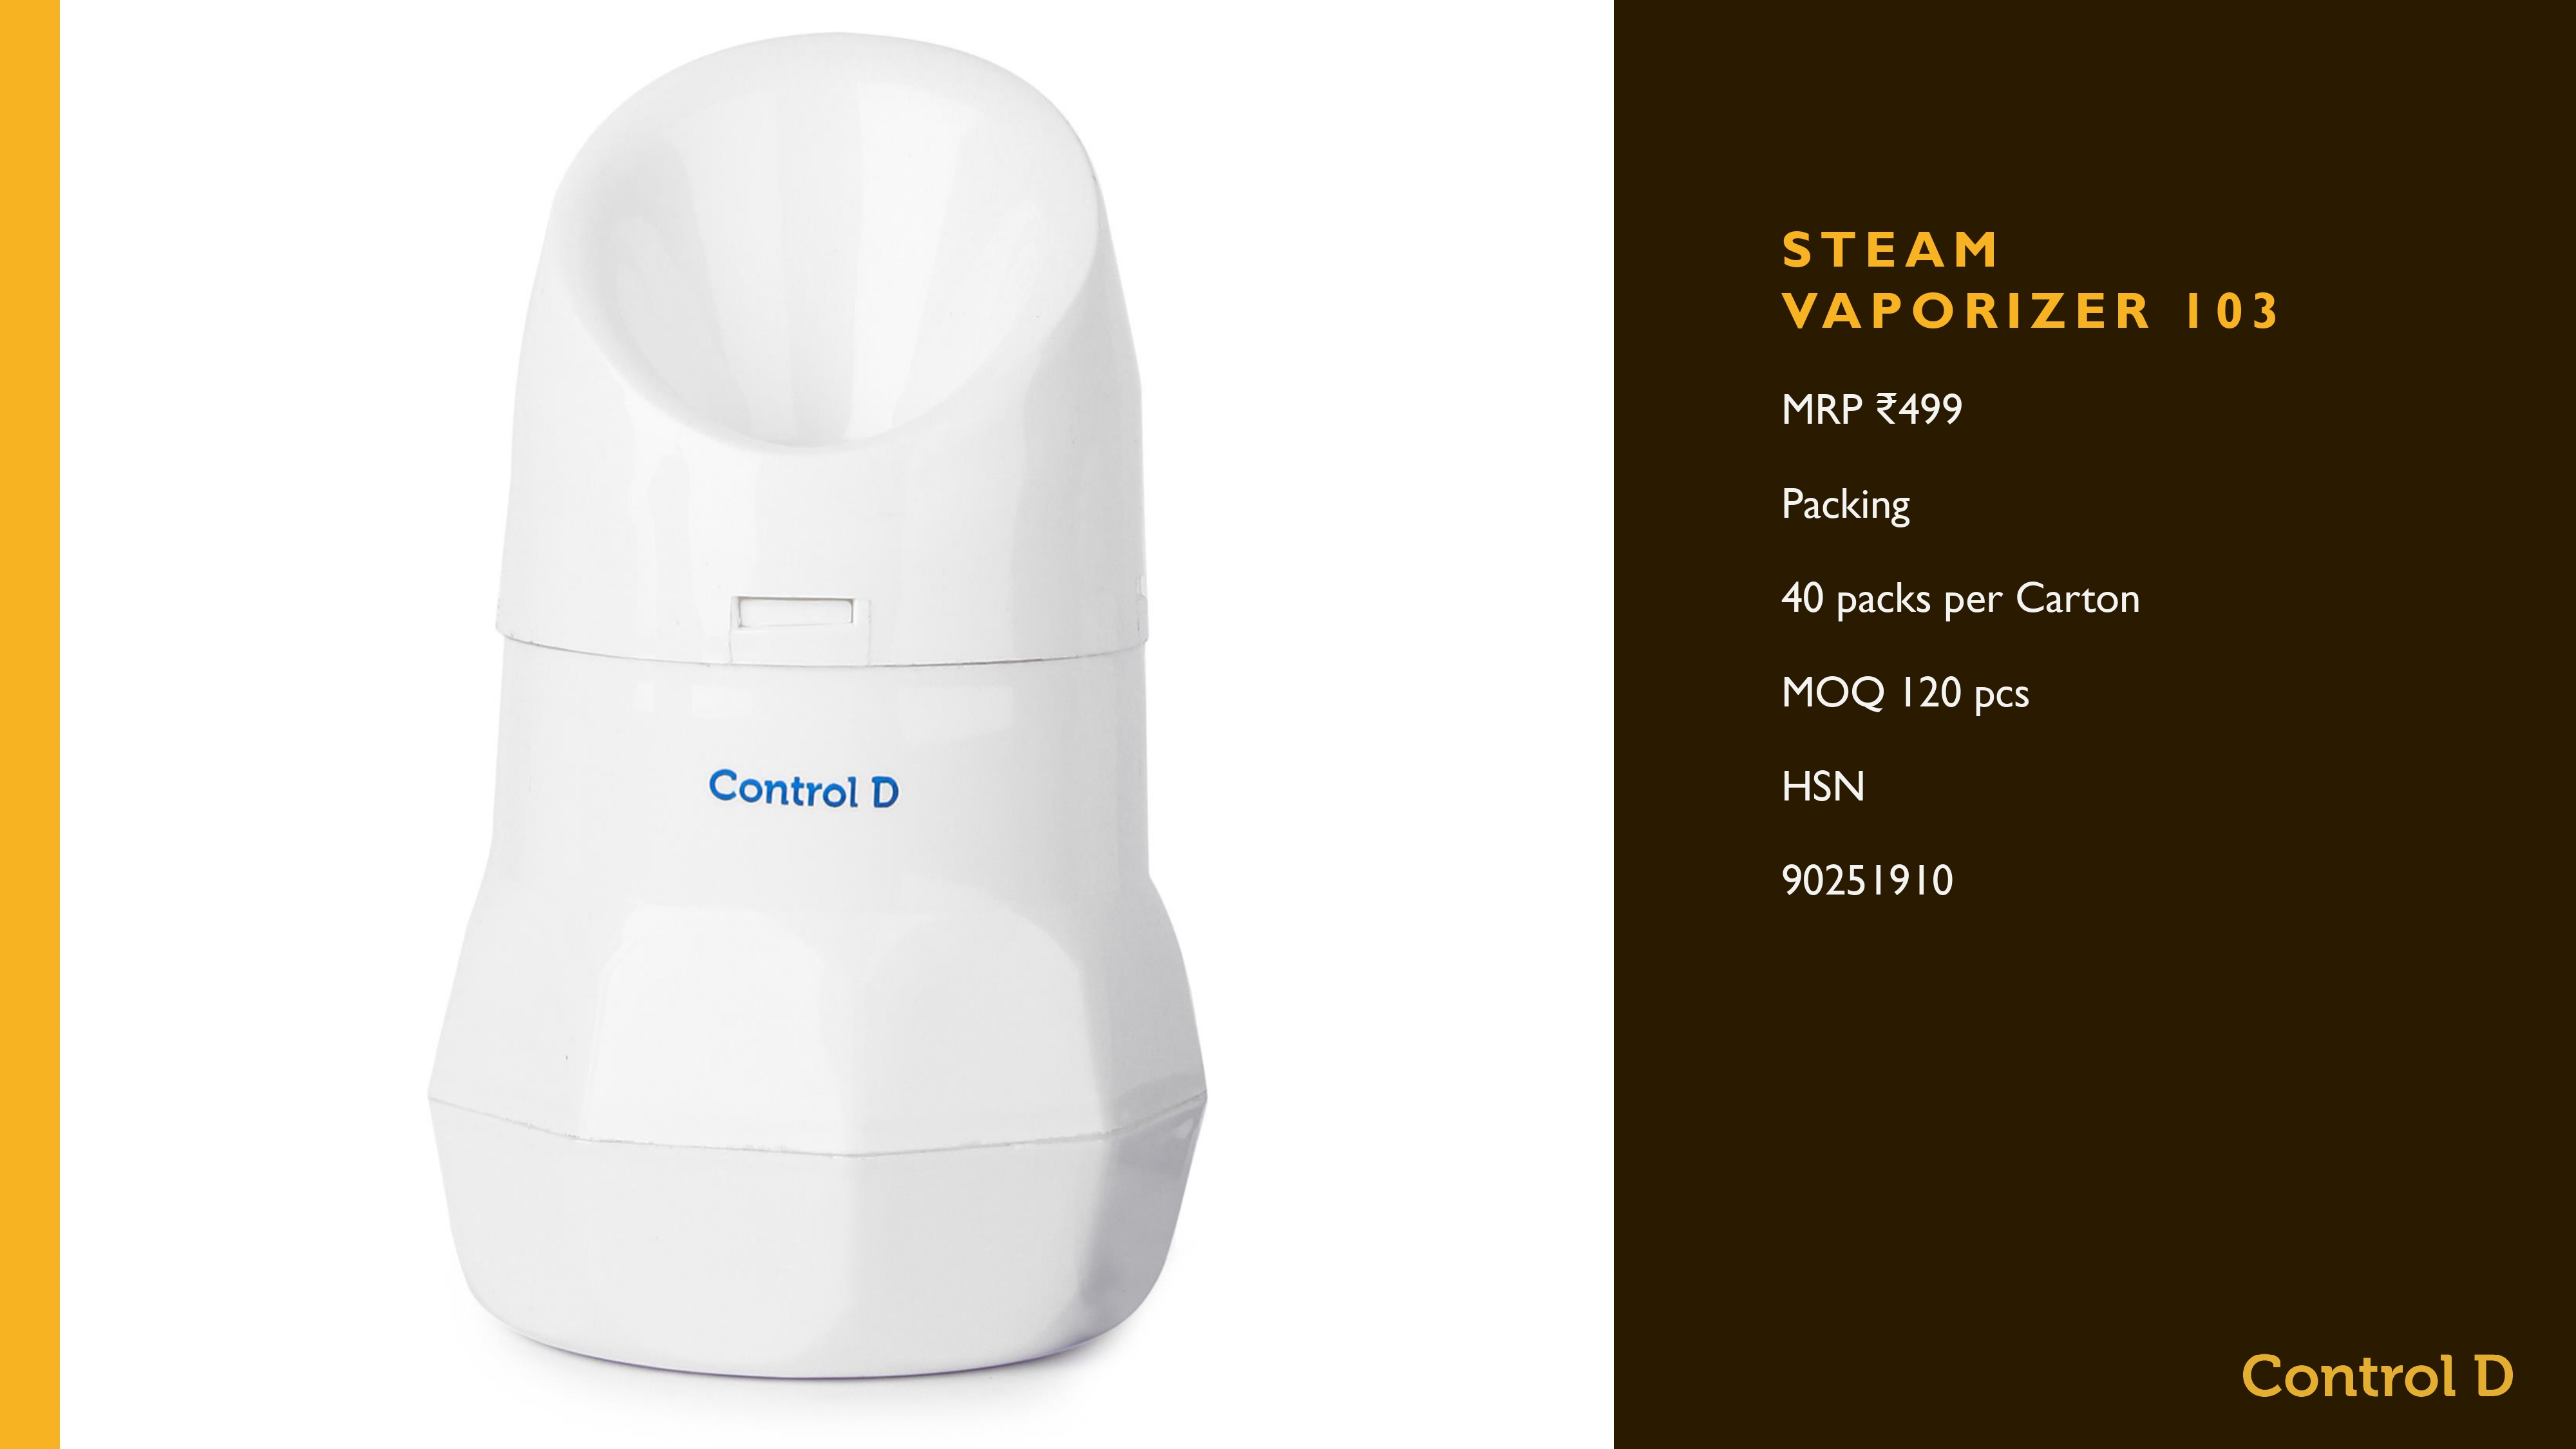 STEAM
VAPORIZER 103
MRP ₹499
Packing
40 packs per Carton
MOQ 120 pcs
HSN
90251910
Control D
Control D